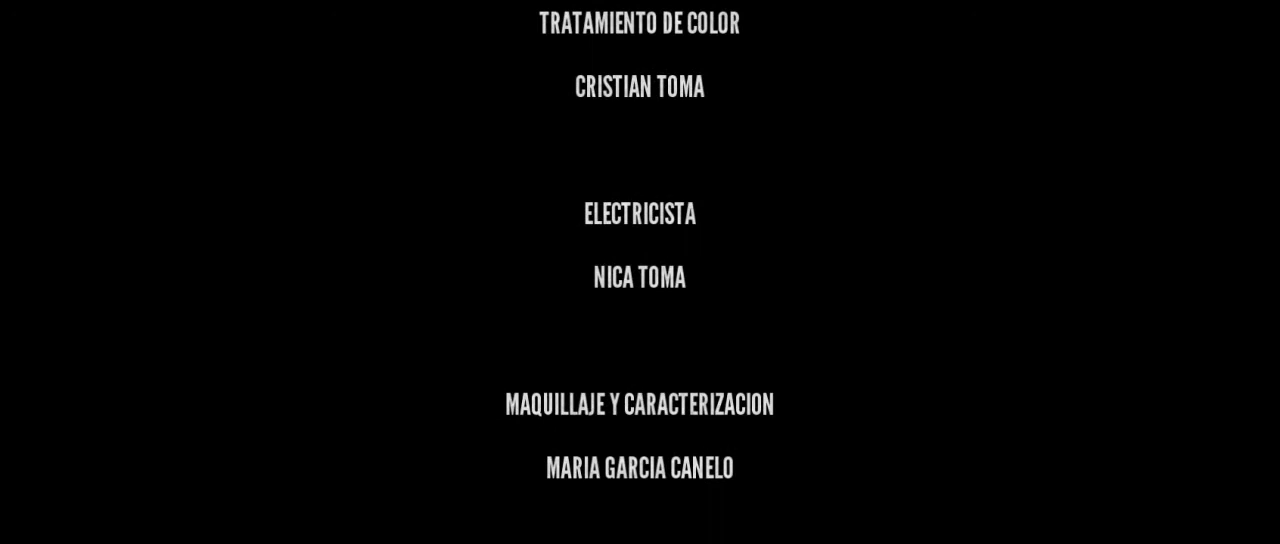 TRATAMIENTO DE COLOR
CRISTIAN TOMA
ELECTRICISTA
NICA TOMA
MAQUILLAJE Y CARACTERIZACION
MARIA GARCIA CANELO